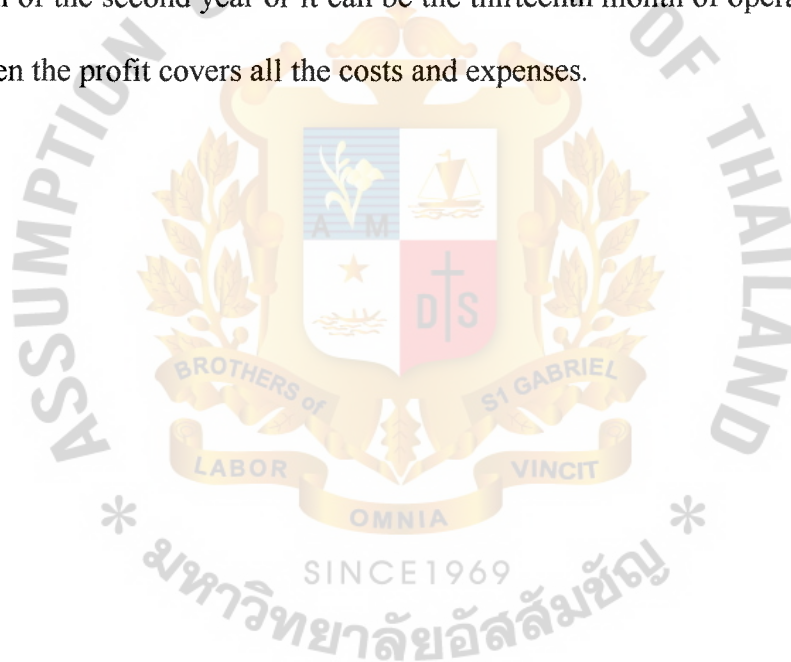 of the second year or it can be the thirteenth month of opera
en the profit covers all the costs and expenses.
ASSUMPTION
OF THAILAND
A M
D S
BROTHERS of
S1 GABRIEL
LABOR
VINCIT
OMNIA
SINCE1969
มหาวิทยาลัยอัสสัมชัญ